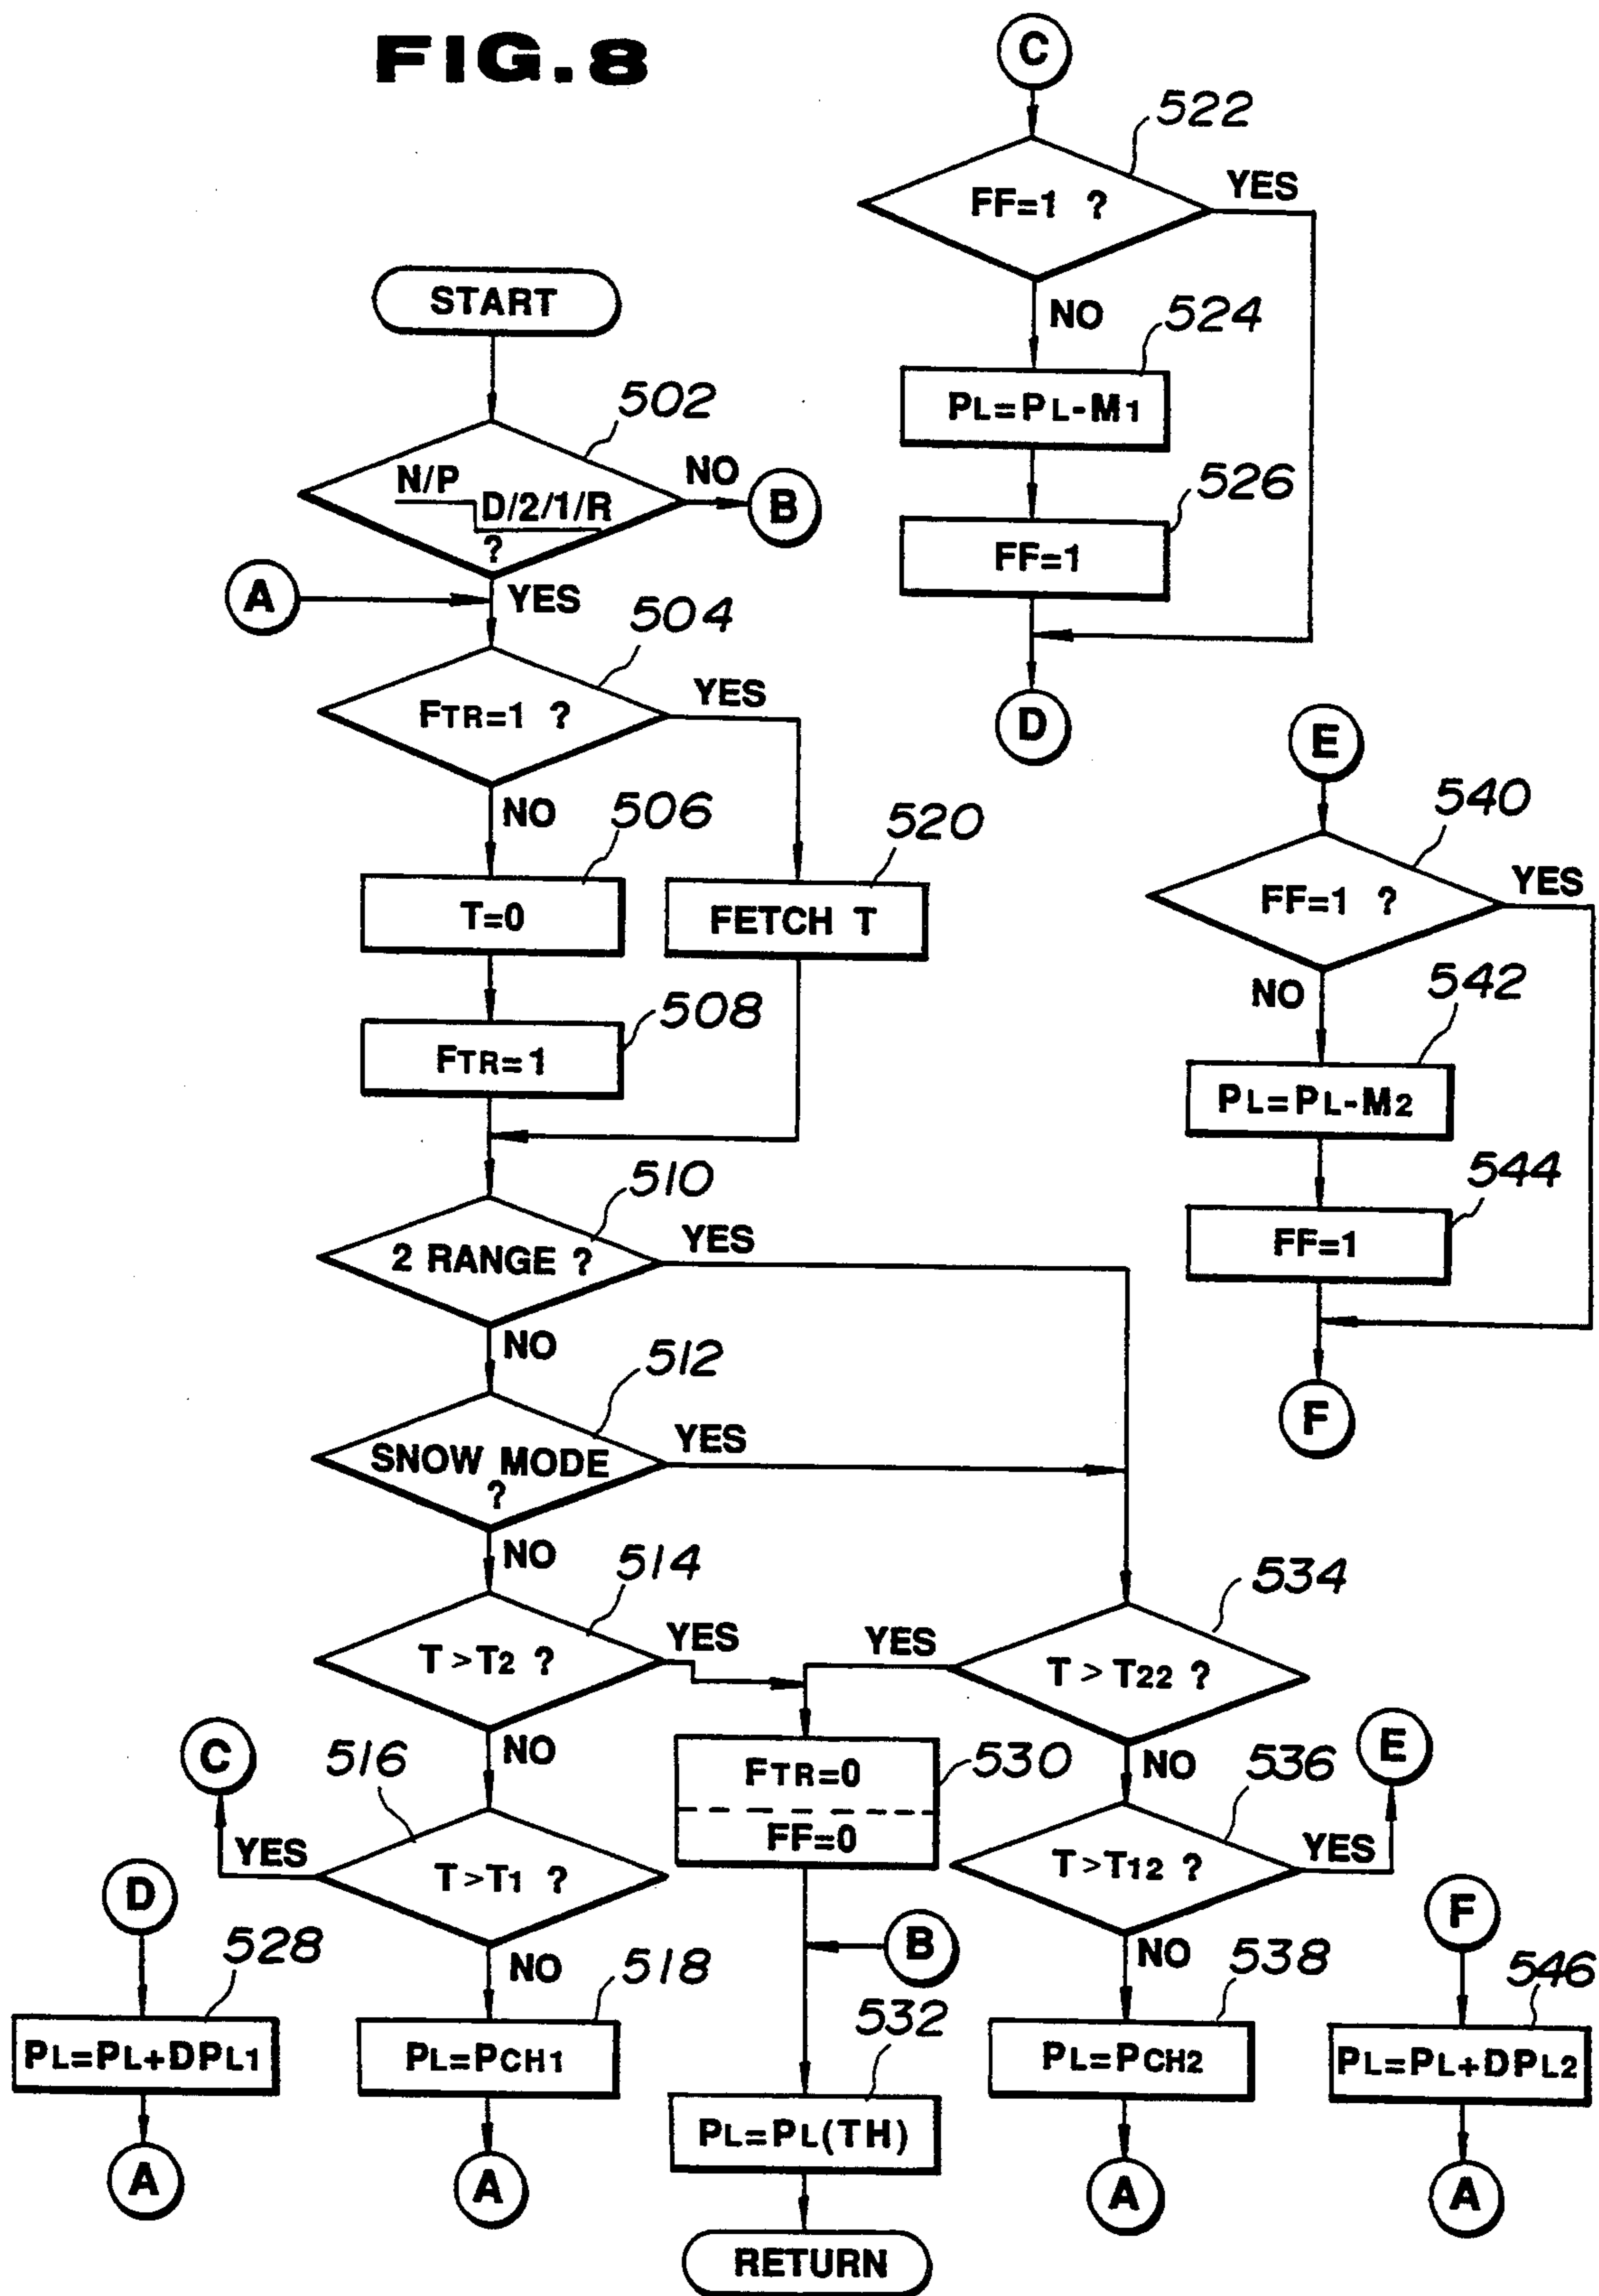 FIG.8
START
502
N/P
D/2/1/R
?
NO
B
A
YES
504
FTR=1 ?
YES
NO
506
T=0
520
FETCH T
508
FTR=1
510
2 RANGE ?
YES
NO
512
SNOW MODE
?
YES
NO
514
T>T2 ?
YES
NO
516
T>T1 ?
YES
C
NO
518
PL=PCH1
A
D
528
PL=PL+DPL1
A
534
T>T22 ?
YES
NO
530
FTR=0
FF=0
B
532
PL=PL(TH)
RETURN
536
T>T12 ?
YES
E
NO
538
PL=PCH2
A
F
546
PL=PL+DPL2
A
C
522
FF=1 ?
YES
NO
524
PL=PL-M1
526
FF=1
D
E
540
FF=1 ?
YES
NO
542
PL=PL-M2
544
FF=1
F